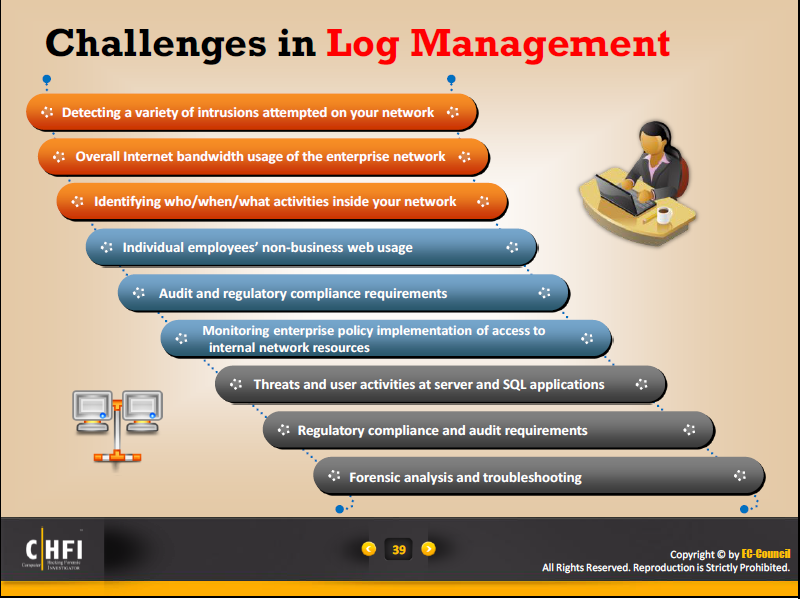 Challenges in Log Management
Detecting a variety of intrusions attempted on your network
Overall Internet bandwidth usage of the enterprise network
Identifying who/when/what activities inside your network
Individual employees’ non-business web usage
Audit and regulatory compliance requirements
Monitoring enterprise policy implementation of access to
internal network resources
Threats and user activities at server and SQL applications
Regulatory compliance and audit requirements
Forensic analysis and troubleshooting
CHFI
Computer Hacking Forensic
INVESTIGATOR
39
Copyright © by EC-Council
All Rights Reserved. Reproduction is Strictly Prohibited.